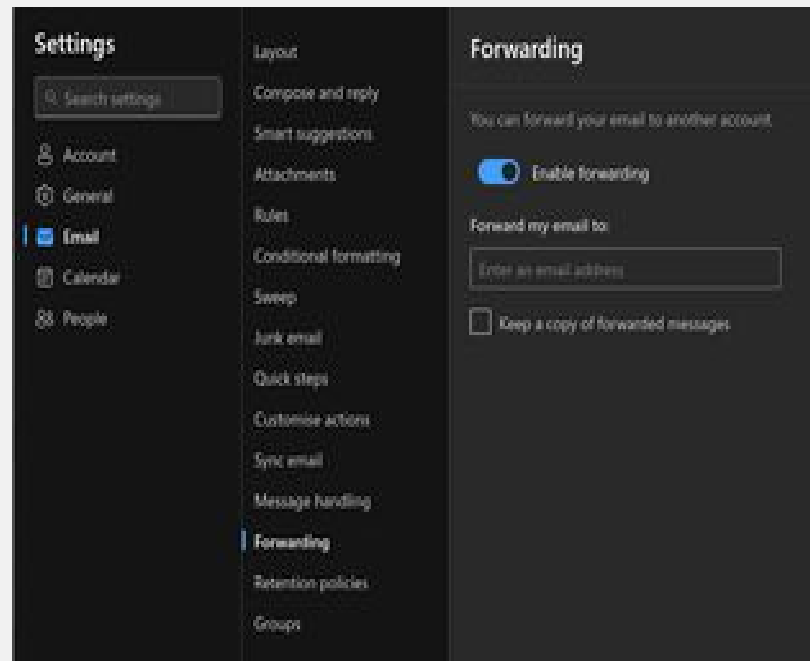 Settings
Search settings
Account
General
Email
Calendar
People
Layout
Compose and reply
Smart suggestions
Attachments
Rules
Conditional formatting
Sweep
Junk email
Quick steps
Customise actions
Sync email
Message handling
Forwarding
Retention policies
Groups
Forwarding
You can forward your email to another account
Enable forwarding
Forward my email to:
Enter an email address
Keep a copy of forwarded messages